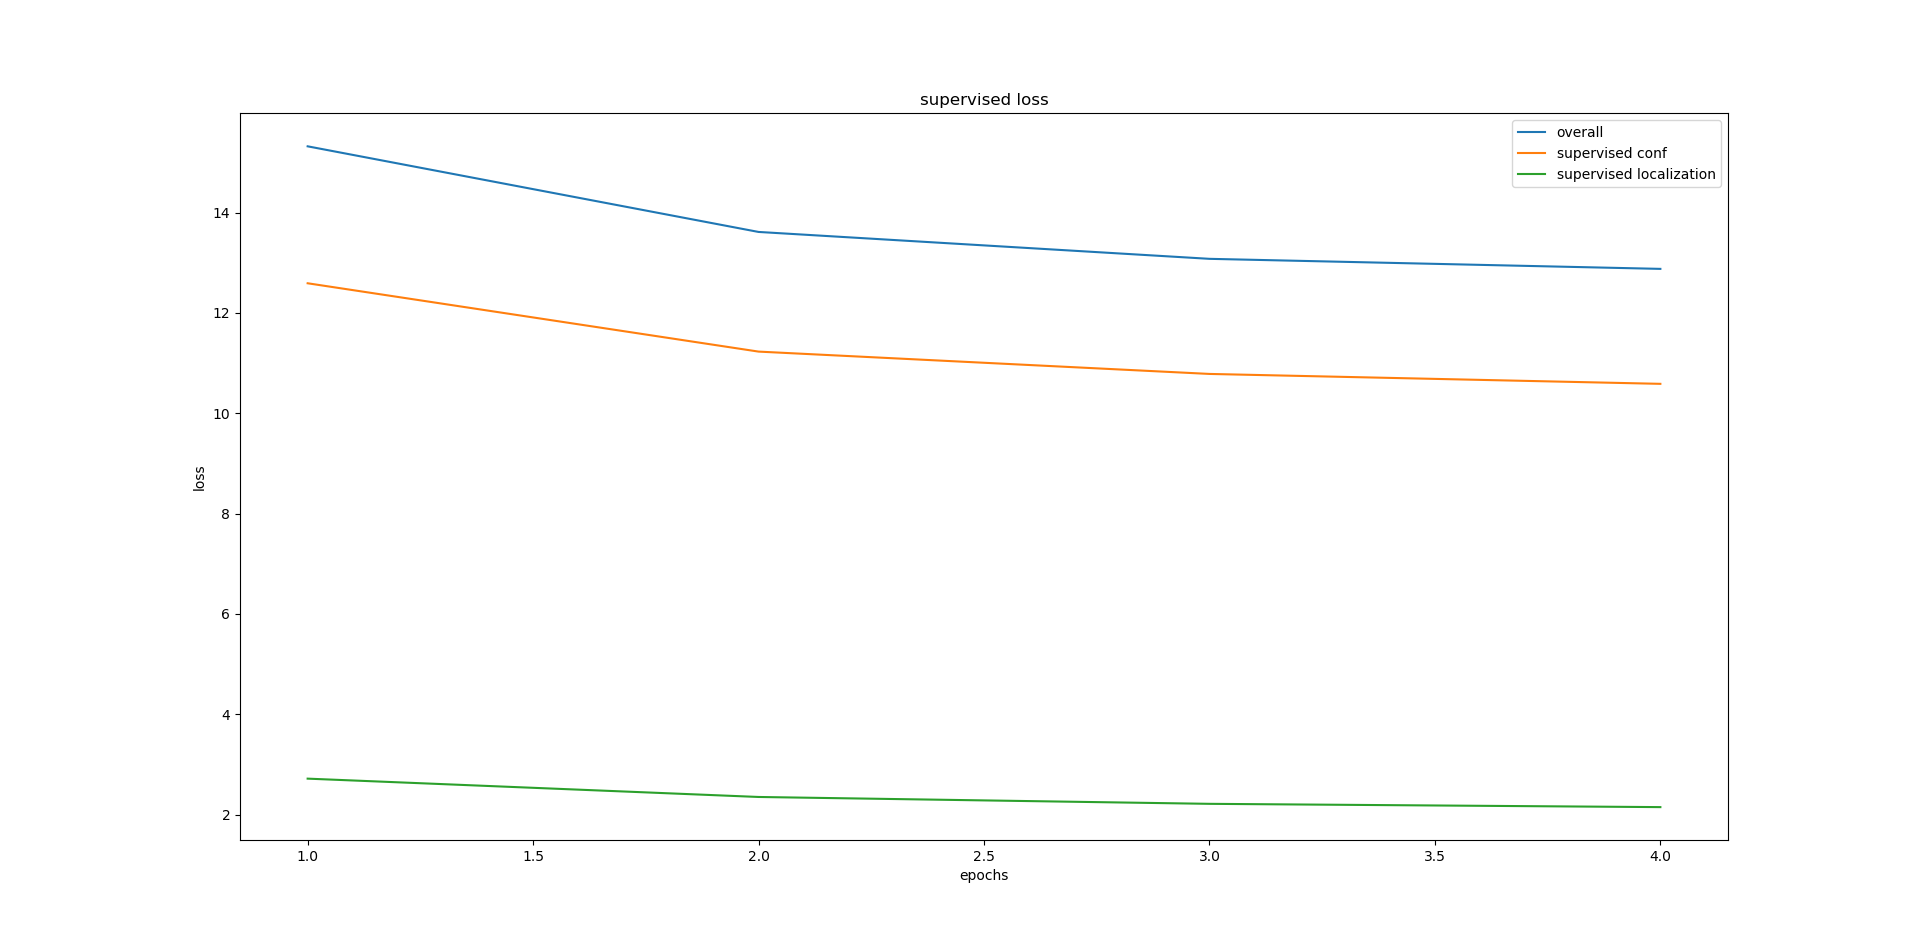 supervised loss
overall
supervised conf
supervised localization
14
12
10
8
6
4
2
loss
1.0 1.5 2.0 2.5 3.0 3.5 4.0
epochs